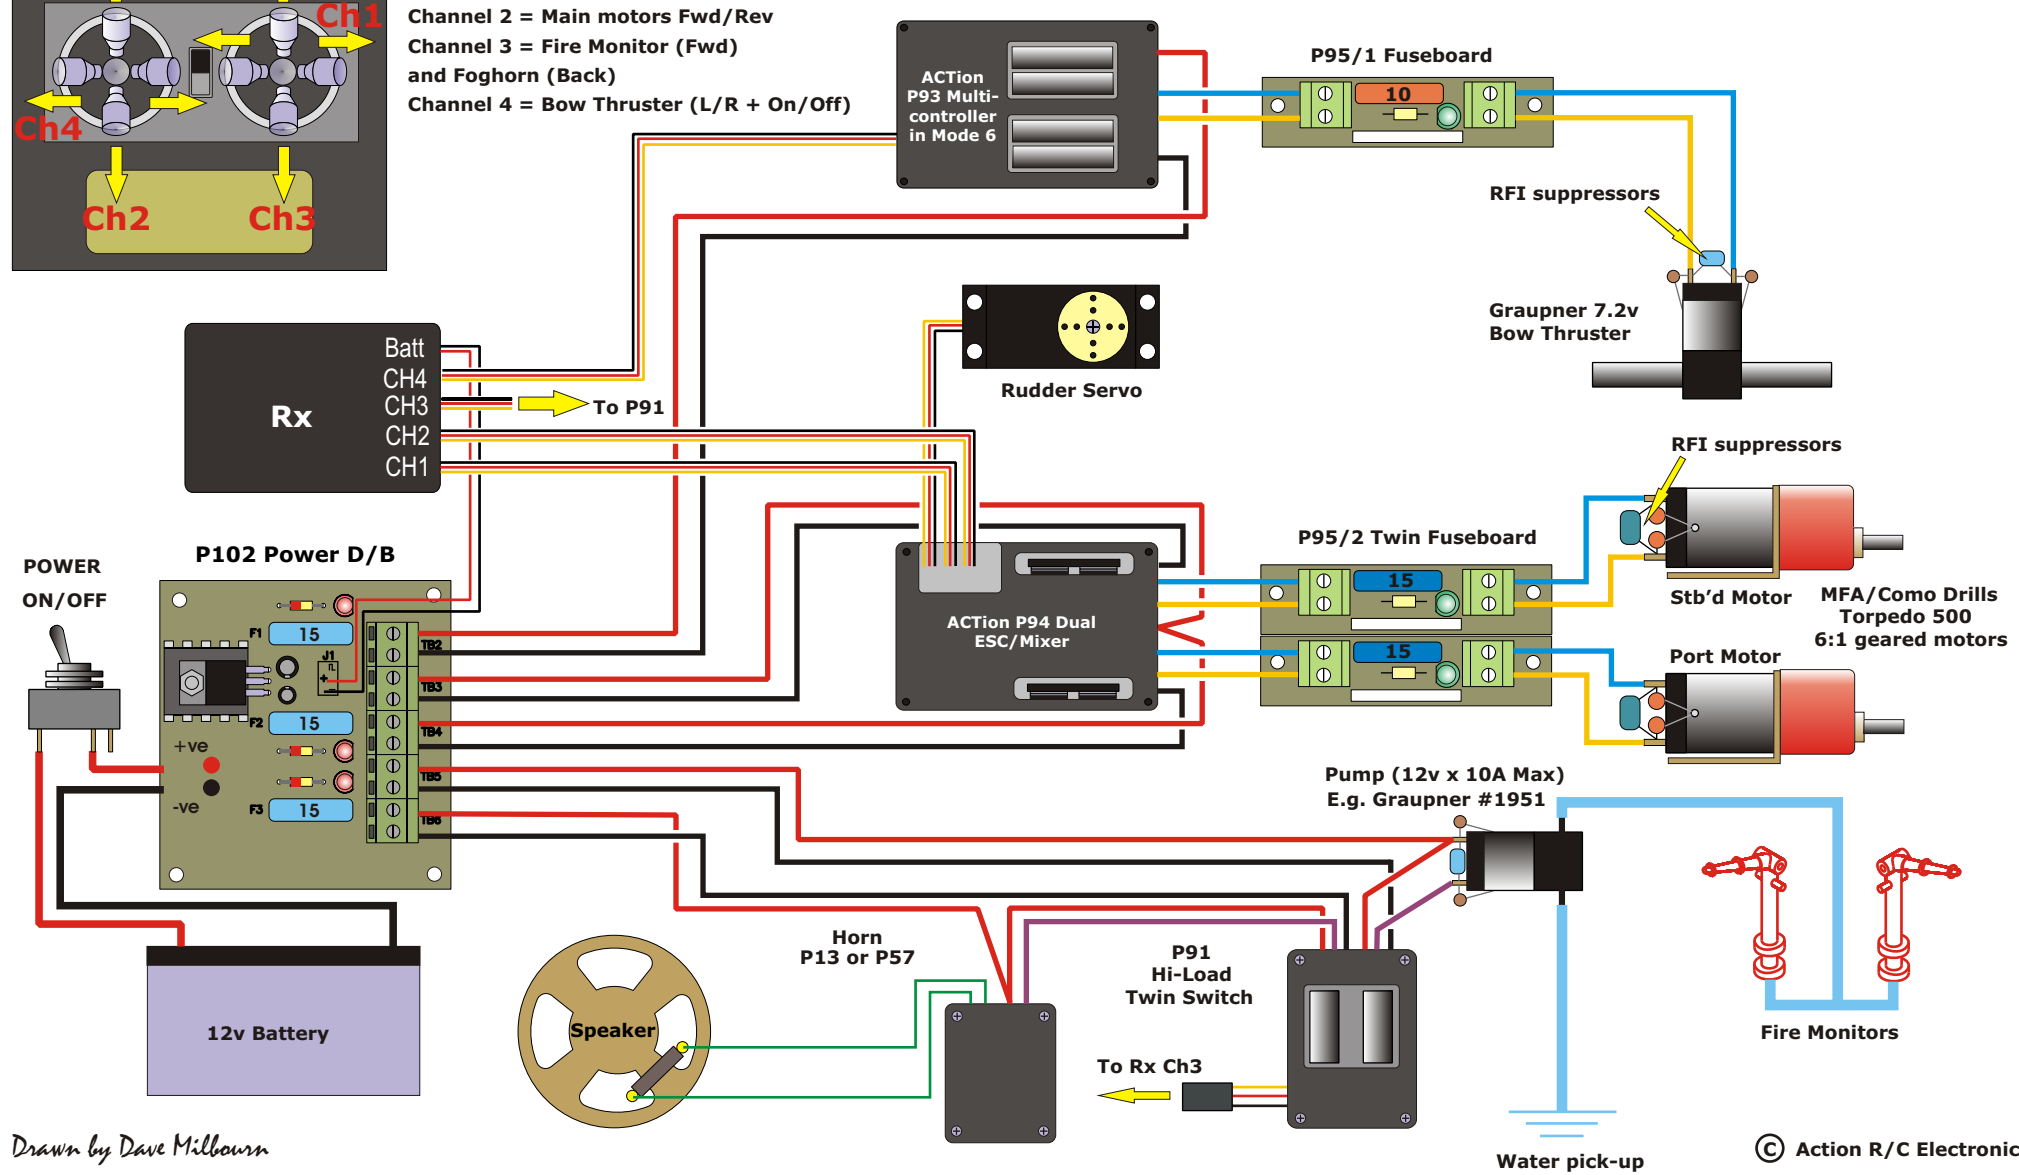 Ch1
Ch4
Ch2
Ch3
Channel 2 = Main motors Fwd/Rev
Channel 3 = Fire Monitor (Fwd)
and Foghorn (Back)
Channel 4 = Bow Thruster (L/R + On/Off)
ACTion
P93 Multi-
controller
in Mode 6
P95/1 Fuseboard
10
RFI suppressors
Graupner 7.2v
Bow Thruster
Rx
Batt
CH4
CH3
CH2
CH1
To P91
Rudder Servo
RFI suppressors
P95/2 Twin Fuseboard
15
15
Stb'd Motor
MFA/Como Drills
Torpedo 500
6:1 geared motors
Port Motor
ACTion P94 Dual
ESC/Mixer
POWER
ON/OFF
P102 Power D/B
F1
15
J1
+
TB2
TB3
F2
15
TB4
+ve
TB5
-ve
F3
15
TB6
Pump (12v x 10A Max)
E.g. Graupner #1951
Horn
P13 or P57
P91
Hi-Load
Twin Switch
Speaker
12v Battery
To Rx Ch3
Fire Monitors
Water pick-up
Drawn by Dave Milbourn
© Action R/C Electronic